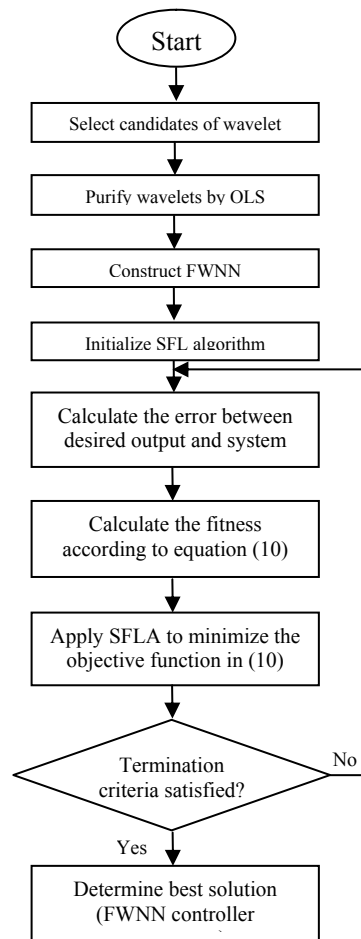 Start
Select candidates of wavelet
Purify wavelets by OLS
Construct FWNN
Initialize SFL algorithm
Calculate the error between
desired output and system
Calculate the fitness
according to equation (10)
Apply SFLA to minimize the
objective function in (10)
Termination
criteria satisfied?
No
Yes
Determine best solution
(FWNN controller